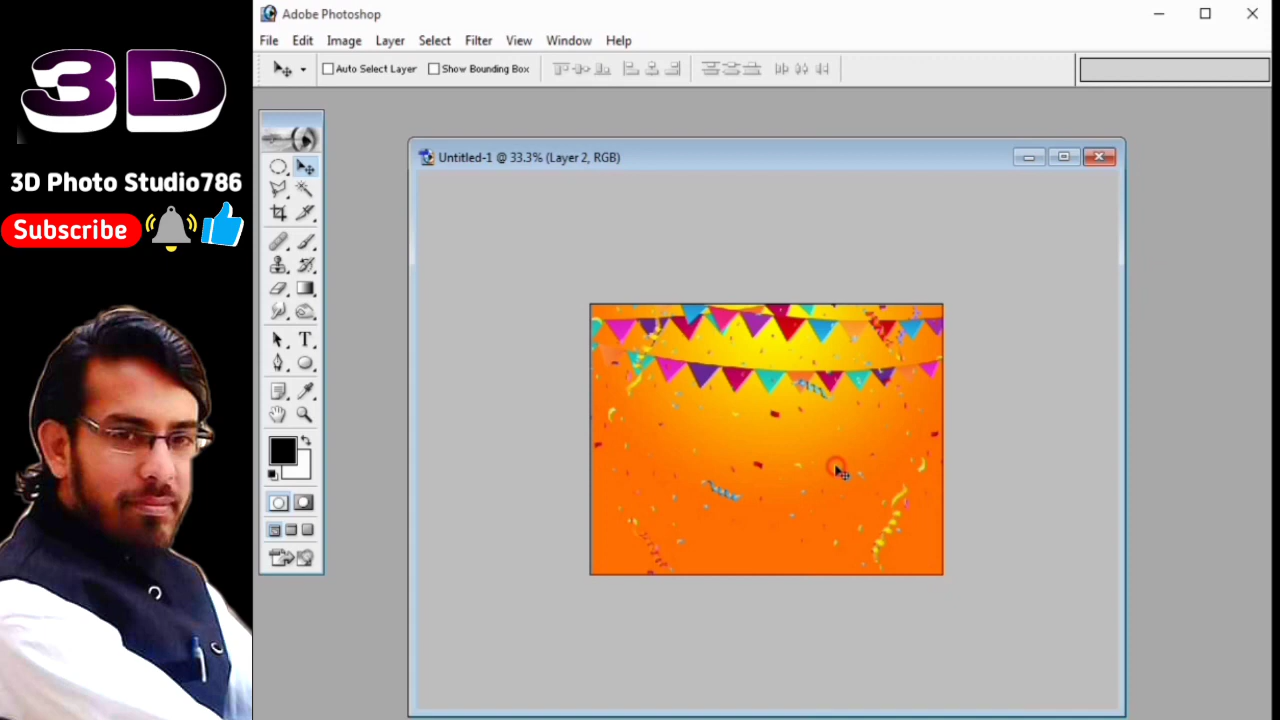 3D
3D Photo Studio786
Subscribe
Adobe Photoshop
File Edit Image Layer Select Filter View Window Help
Auto Select Layer Show Bounding Box
Untitled-1 @ 33.3% (Layer 2, RGB)
T